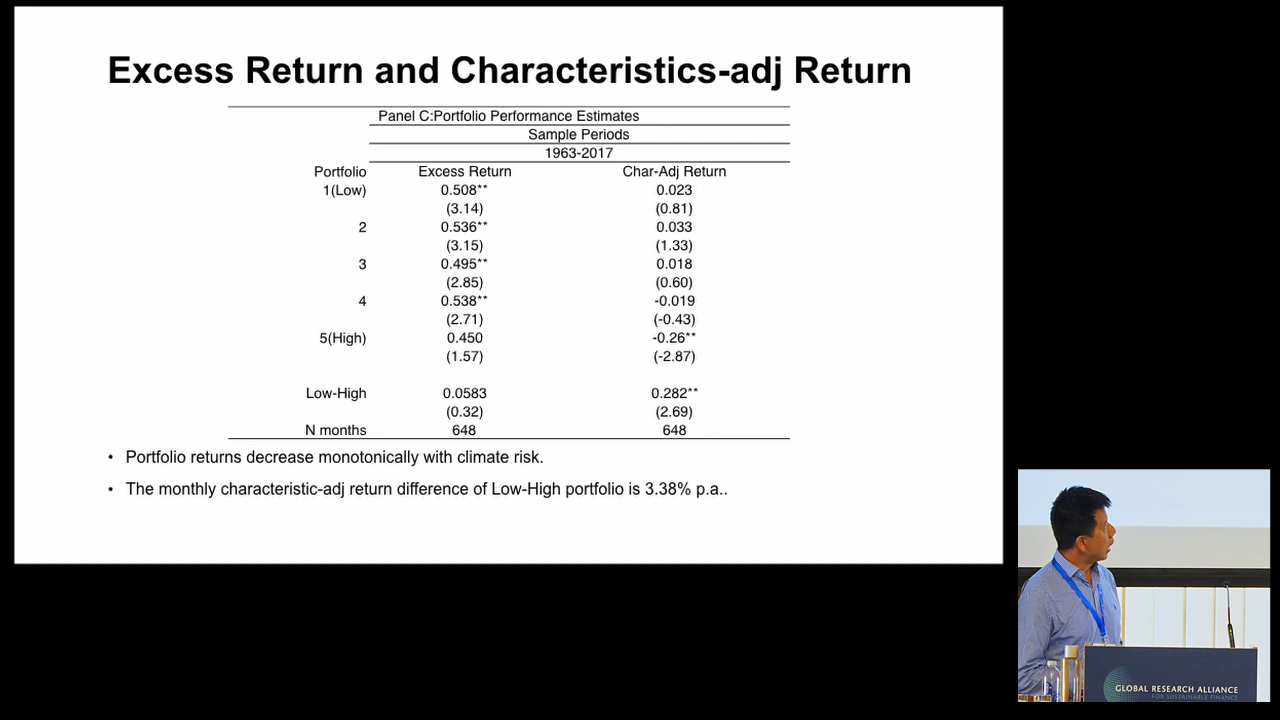 Excess Return and Characteristics-adj Return
Panel C:Portfolio Performance Estimates
Sample Periods
1963-2017
Portfolio Excess Return Char-Adj Return
1(Low) 0.508** 0.023
(3.14) (0.81)
2 0.536** 0.033
(3.15) (1.33)
3 0.495** 0.018
(2.85) (0.60)
4 0.538** -0.019
(2.71) (-0.43)
5(High) 0.450 -0.26**
(1.57) (-2.87)
Low-High 0.0583 0.282**
(0.32) (2.69)
N months 648 648
• Portfolio returns decrease monotonically with climate risk.
• The monthly characteristic-adj return difference of Low-High portfolio is 3.38% p.a..
GLOBAL RESEARCH ALLIANCE
FOR SUSTAINABLE FINANCE